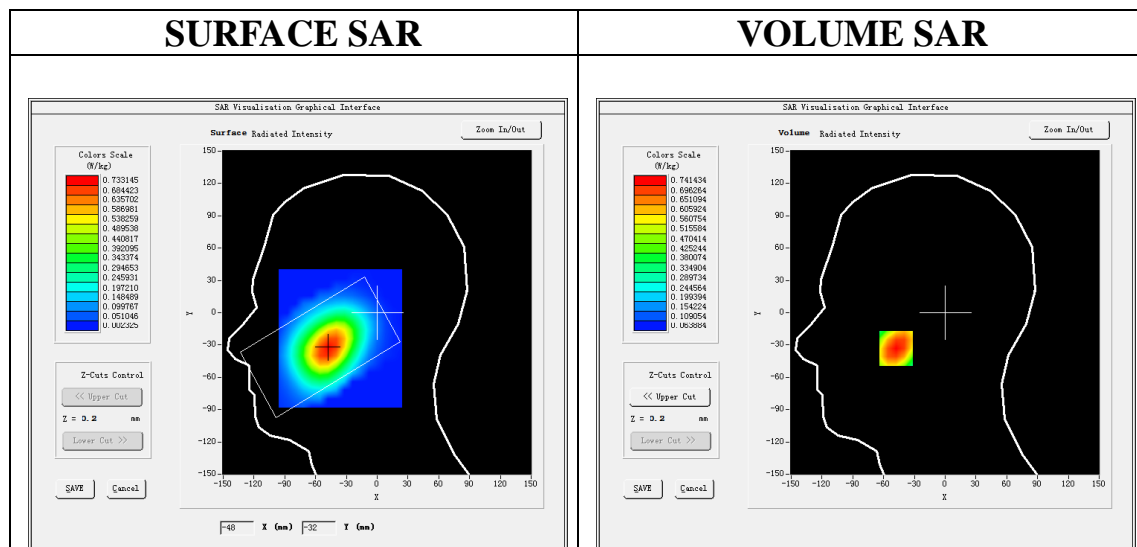 SURFACE SAR
VOLUME SAR
SAR Visualisation Graphical Interface
Surface Radiated Intensity
Zoom In/Out
Colors Scale
(W/kg)
0.733145
0.684423
0.635702
0.586981
0.538259
0.489538
0.440817
0.392095
0.343374
0.294653
0.245931
0.197210
0.148489
0.099767
0.051046
0.002325
150
120
90
60
30
0
-30
-60
-90
-120
-150
Y
-150 -120 -90 -60 -30 0 30 60 90 120 150
X
Z-Cuts Control
<< Upper Cut
Z = 0.2 mm
Lower Cut >>
SAVE Cancel
-48 X (mm) -32 Y (mm)
SAR Visualisation Graphical Interface
Volume Radiated Intensity
Zoom In/Out
Colors Scale
(W/kg)
0.741434
0.696264
0.651094
0.605924
0.560754
0.515584
0.470414
0.425244
0.380074
0.334904
0.289734
0.244564
0.199394
0.154224
0.109054
0.063884
150
120
90
60
30
0
-30
-60
-90
-120
-150
Y
-150 -120 -90 -60 -30 0 30 60 90 120 150
X
Z-Cuts Control
<< Upper Cut
Z = 0.2 mm
Lower Cut >>
SAVE Cancel